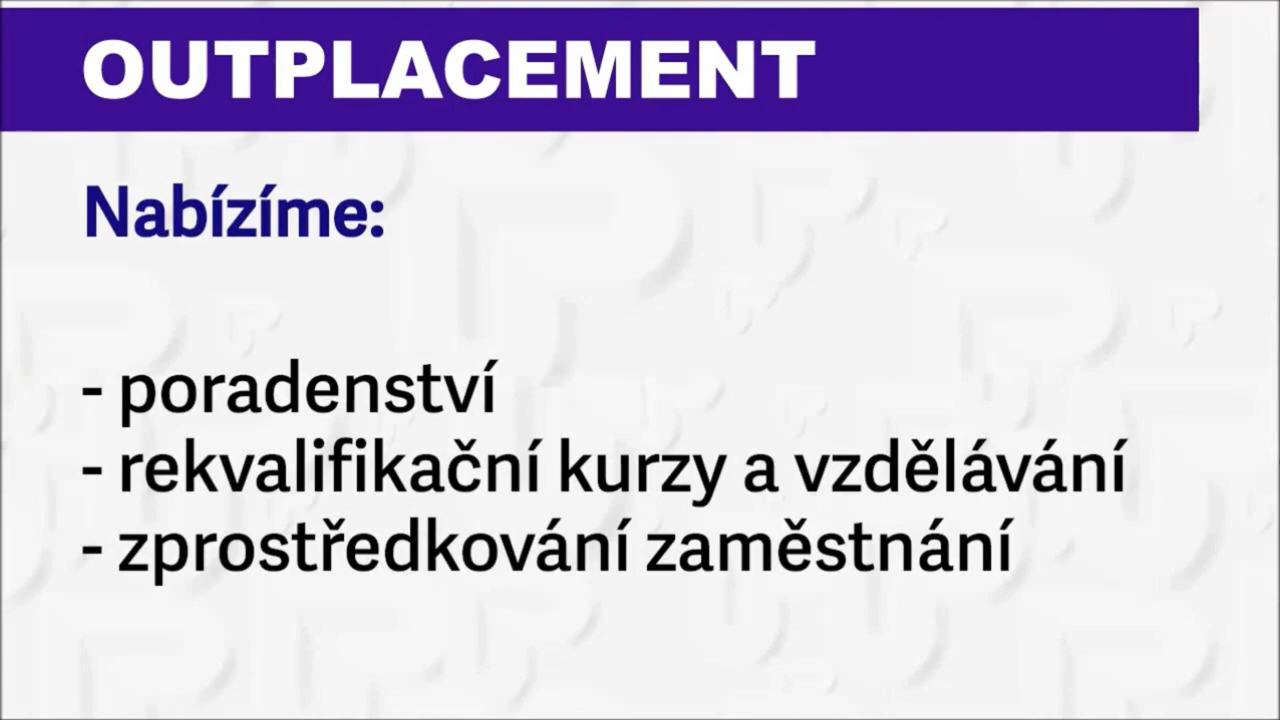 OUTPLACEMENT
Nabízíme:
- poradenství
- rekvalifikační kurzy a vzdělávání
- zprostředkování zaměstnání